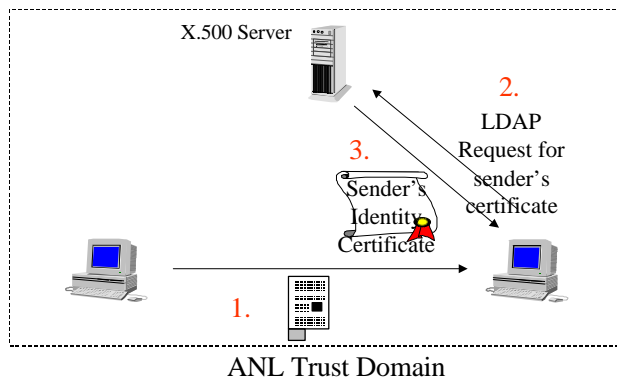 X.500 Server
2.
LDAP
Request for
sender's
certificate
3.
Sender's
Identity
Certificate
1.
ANL Trust Domain